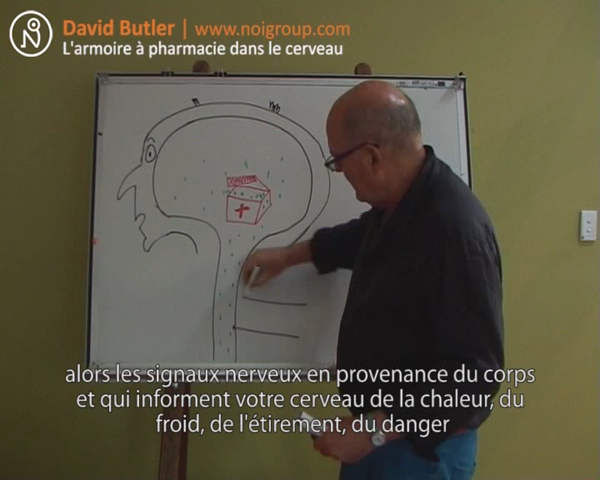 David Butler | www.noigroup.com
L'armoire à pharmacie dans le cerveau
alors les signaux nerveux en provenance du corps
et qui informent votre cerveau de la chaleur, du
froid, de l'étirement, du danger